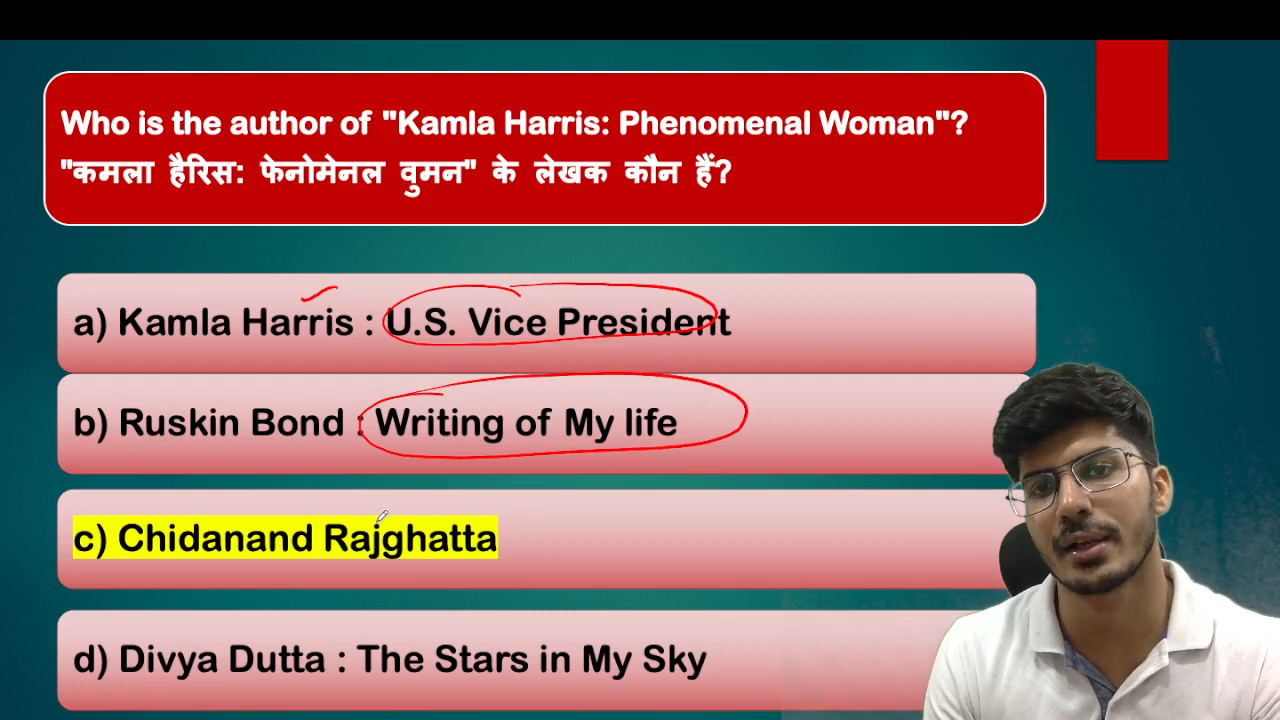 Who is the author of "Kamla Harris: Phenomenal Woman"?
"कमला हैरिस: फेनोमेनल वुमन" के लेखक कौन हैं?
a) Kamla Harris : U.S. Vice President
b) Ruskin Bond : Writing of My life
c) Chidanand Rajghatta
d) Divya Dutta : The Stars in My Sky